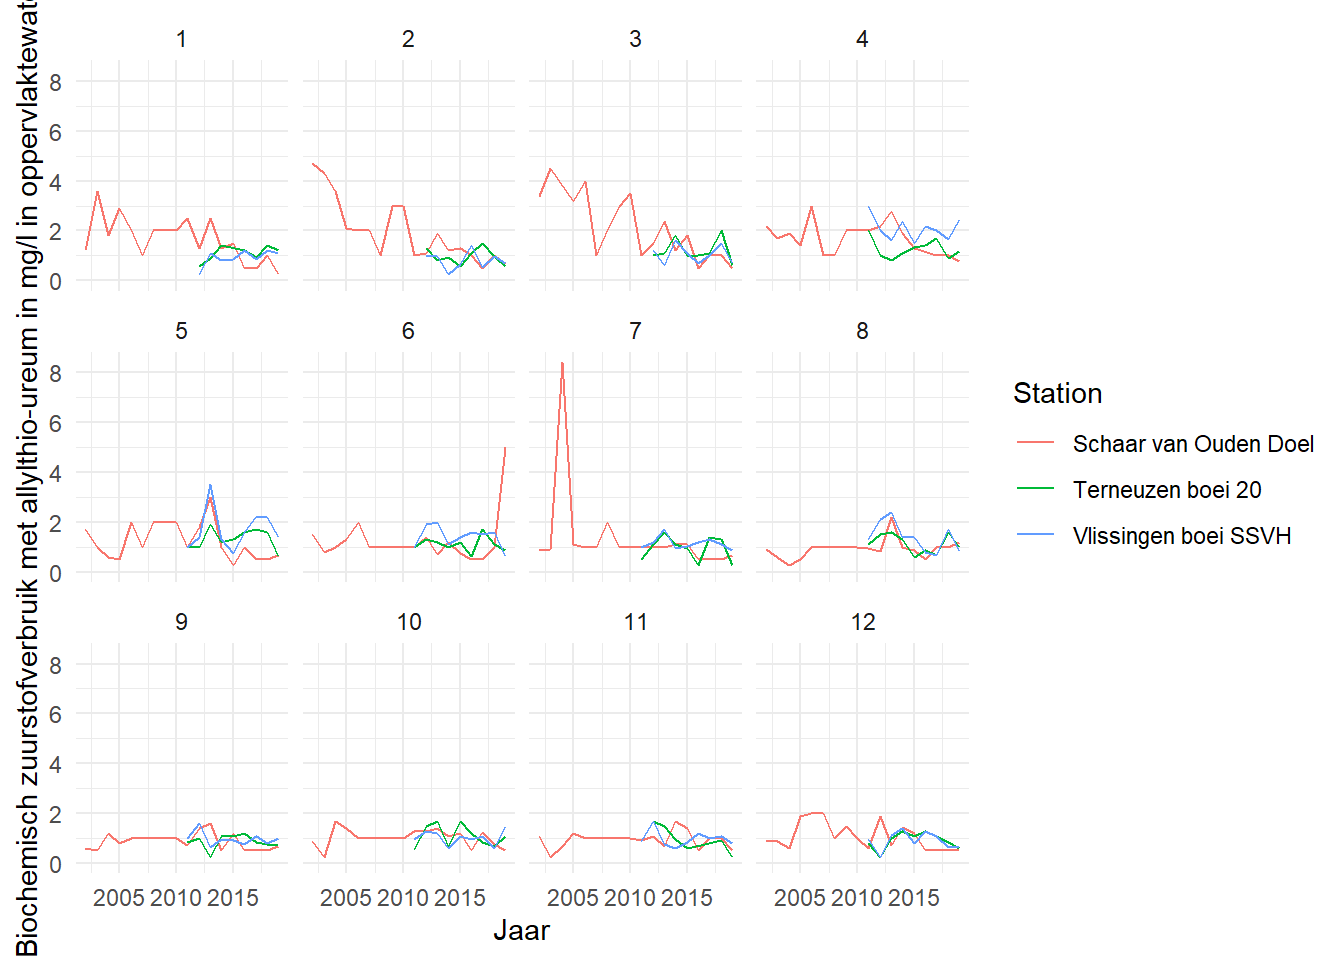 Biochemisch zuurstofverbruik met allylthio-ureum in mg/l in oppervlaktewate
1 2 3 4
8
6
4
2
0
5 6 7 8
8
6
4
2
0
9 10 11 12
8
6
4
2
0
2005 2010 2015 2005 2010 2015 2005 2010 2015 2005 2010 2015
Jaar
Station
Schaar van Ouden Doel
Terneuzen boei 20
Vlissingen boei SSVH